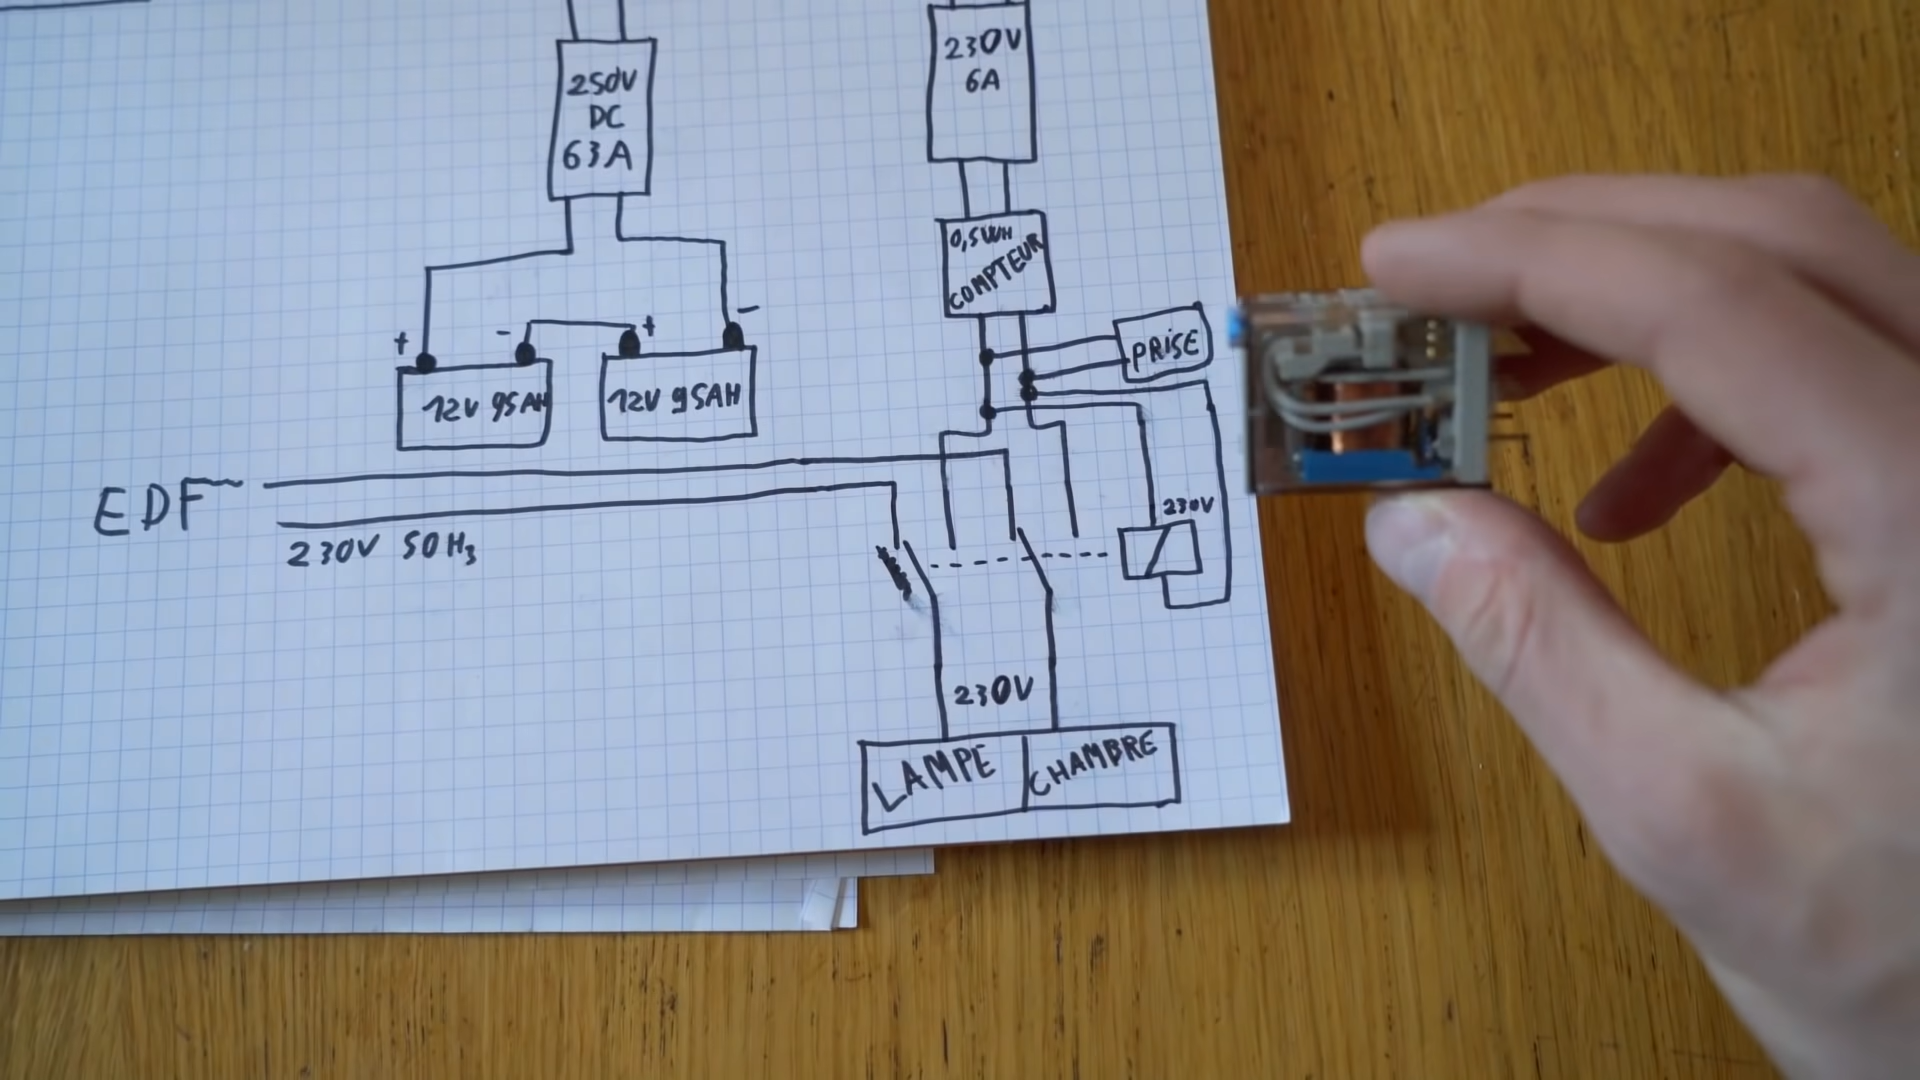 250V
DC
63A
230V
6A
0,5WH
COMPTEUR
PRISE
+
-
+
-
12V 95AH
12V 95AH
EDF~
230V 50Hz
230V
230V
LAMPE
CHAMBRE